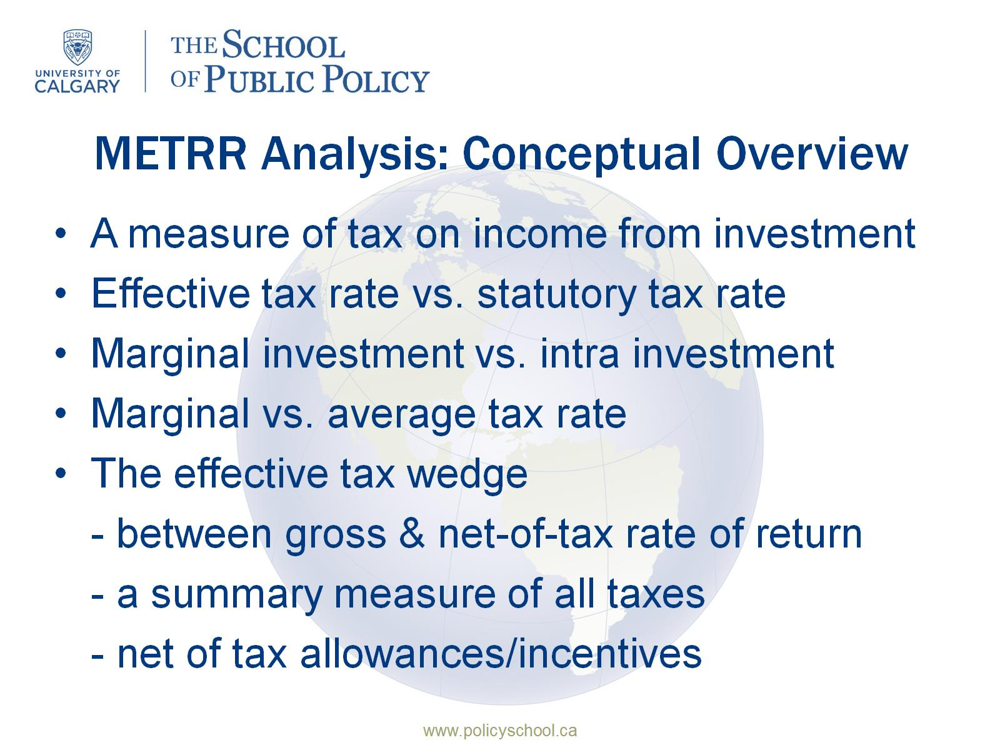 UNIVERSITY OF
CALGARY
THE SCHOOL
OF PUBLIC POLICY
METRR Analysis: Conceptual Overview
• A measure of tax on income from investment
• Effective tax rate vs. statutory tax rate
• Marginal investment vs. intra investment
• Marginal vs. average tax rate
• The effective tax wedge
- between gross & net-of-tax rate of return
- a summary measure of all taxes
- net of tax allowances/incentives
www.policyschool.ca